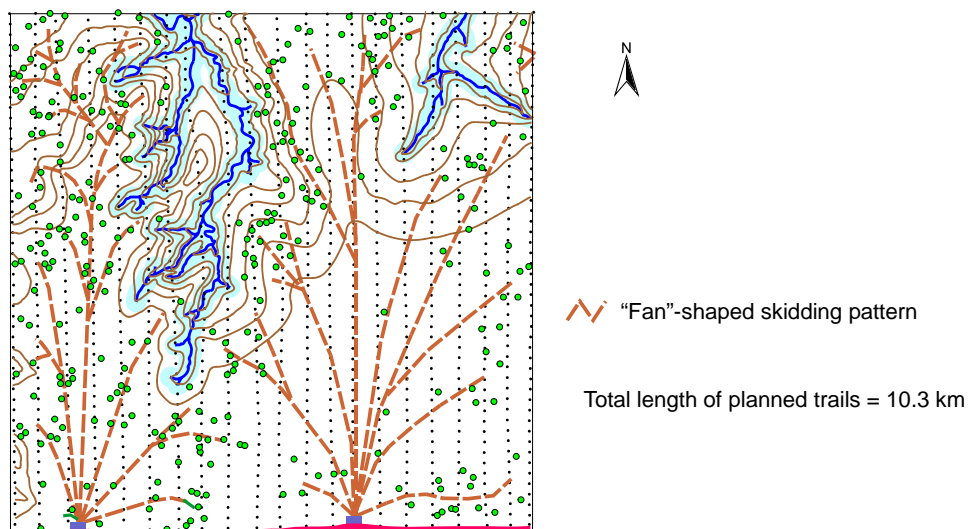 N
“Fan”-shaped skidding pattern
Total length of planned trails = 10.3 km